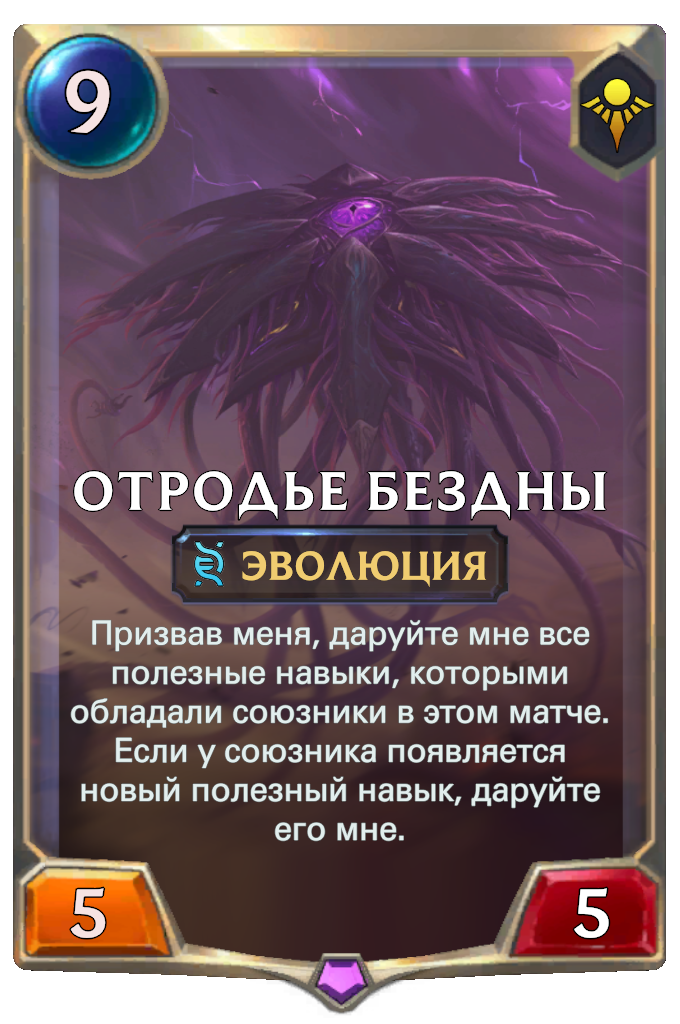 9
ОТРОДЬЕ БЕЗДНЫ
ЭВОЛЮЦИЯ
Призвав меня, даруйте мне все
полезные навыки, которыми
обладали союзники в этом матче.
Если у союзника появляется
новый полезный навык, даруйте
его мне.
5
5